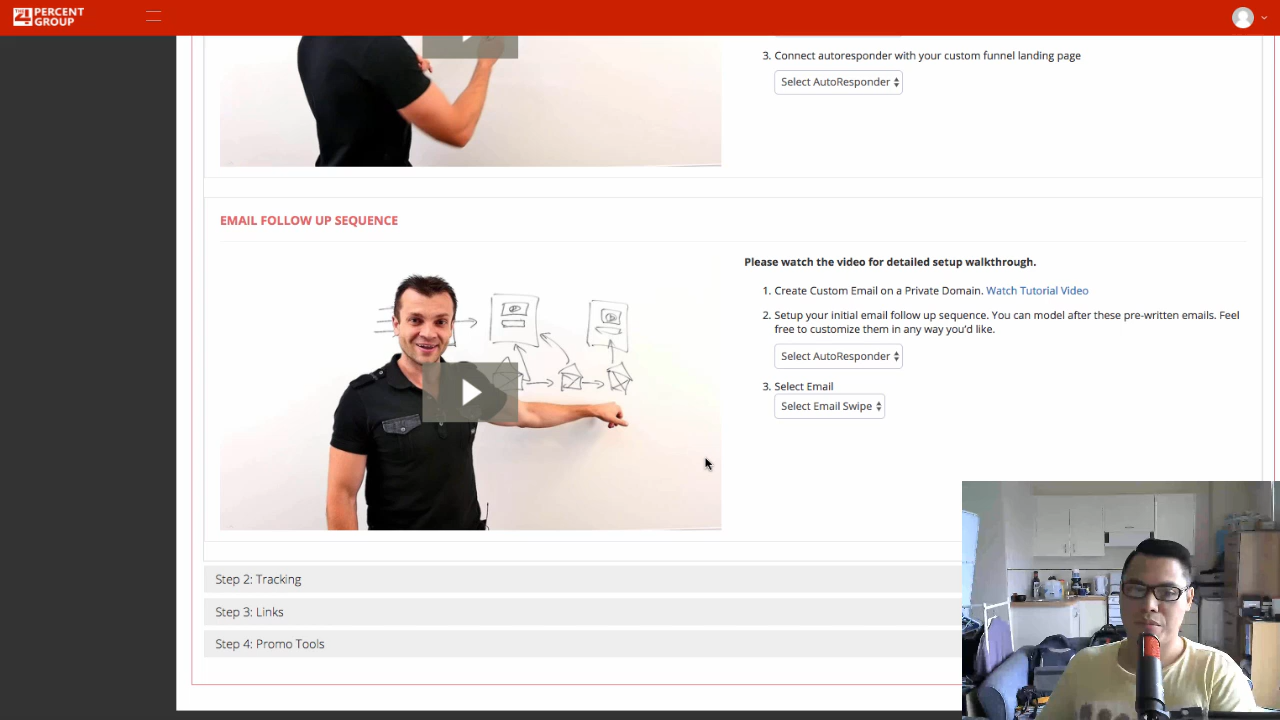 THE 4 PERCENT
GROUP
3. Connect autoresponder with your custom funnel landing page
Select AutoResponder
EMAIL FOLLOW UP SEQUENCE
Please watch the video for detailed setup walkthrough.
1. Create Custom Email on a Private Domain. Watch Tutorial Video
2. Setup your initial email follow up sequence. You can model after these pre-written emails. Feel
free to customize them in any way you'd like.
Select AutoResponder
3. Select Email
Select Email Swipe
Step 2: Tracking
Step 3: Links
Step 4: Promo Tools